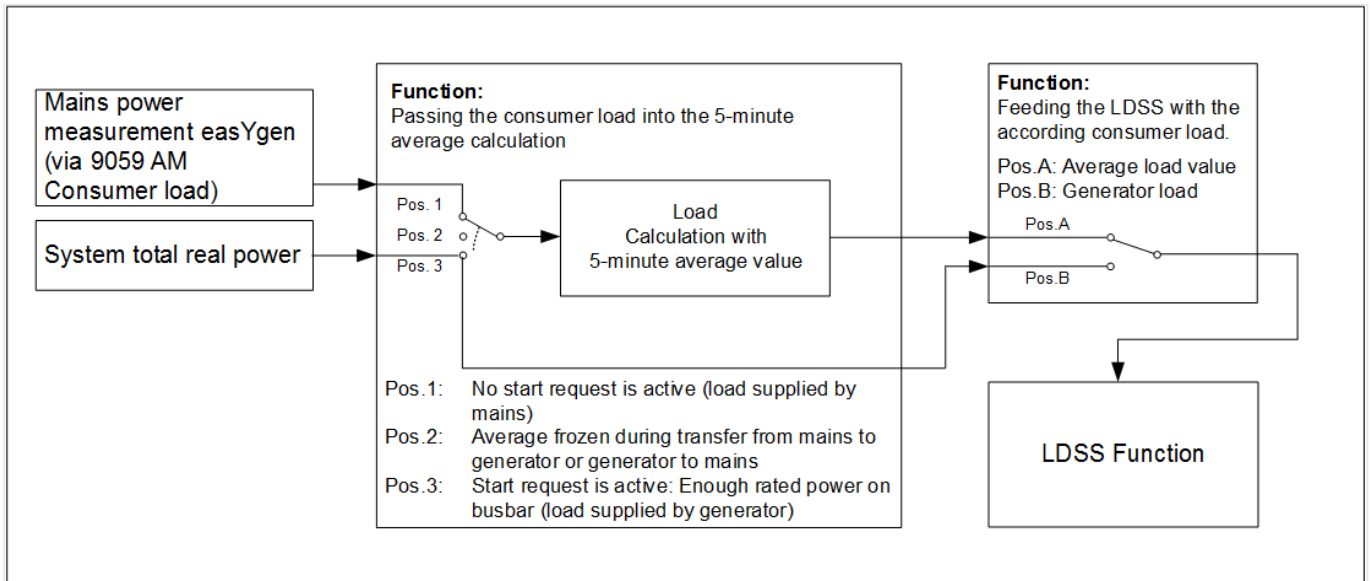 Mains power
measurement easYgen
(via 9059 AM
Consumer load)
System total real power
Function:
Passing the consumer load into the 5-minute
average calculation
Pos. 1
Pos. 2
Pos. 3
Load
Calculation with
5-minute average value
Pos.1: No start request is active (load supplied by
mains)
Pos.2: Average frozen during transfer from mains to
generator or generator to mains
Pos.3: Start request is active: Enough rated power on
busbar (load supplied by generator)
Function:
Feeding the LDSS with the
according consumer load.
Pos.A: Average load value
Pos.B: Generator load
Pos.A
Pos.B
LDSS Function